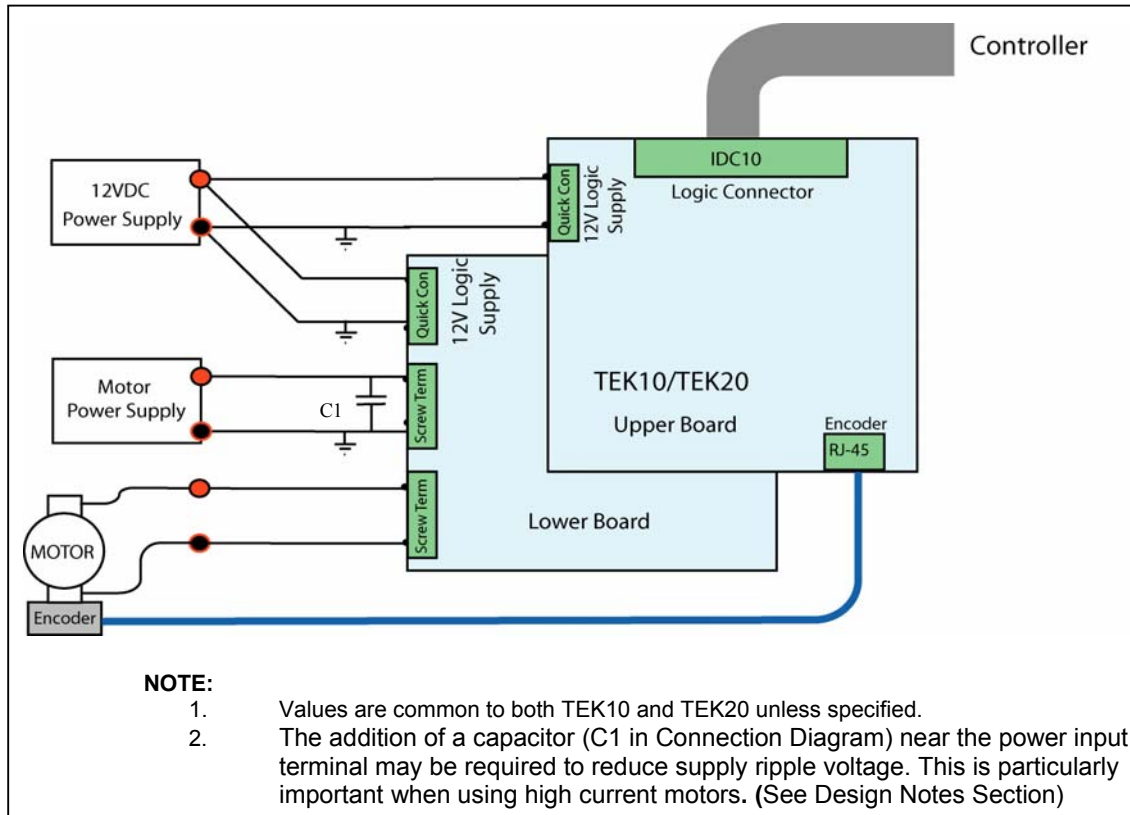 Controller
IDC10
Logic Connector
12VDC
Power Supply
Quick Con
12V Logic
Supply
Quick Con
12V Logic
Supply
Motor
Power Supply
C1
Screw Term
TEK10/TEK20
Upper Board
Encoder
RJ-45
Screw Term
Lower Board
MOTOR
Encoder
NOTE:
1. Values are common to both TEK10 and TEK20 unless specified.
2. The addition of a capacitor (C1 in Connection Diagram) near the power input
terminal may be required to reduce supply ripple voltage. This is particularly
important when using high current motors. (See Design Notes Section)